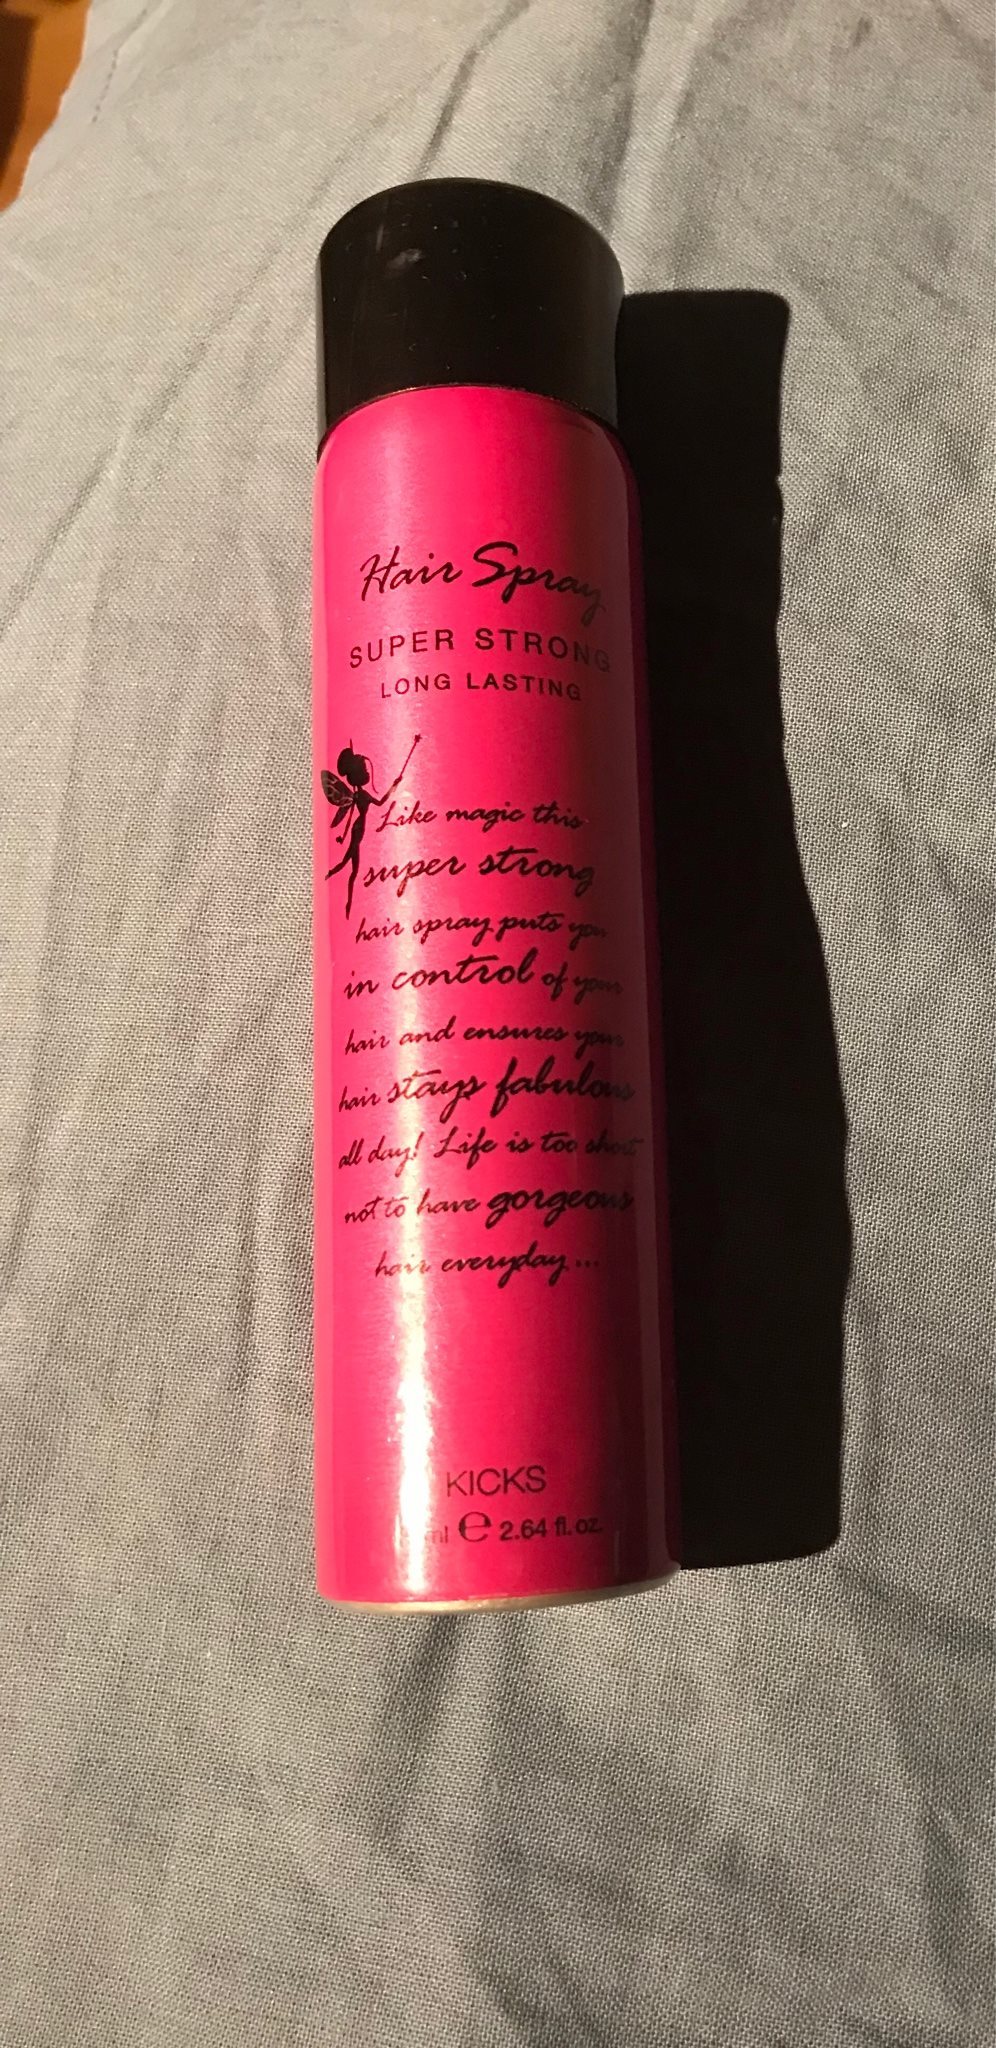 Hair Spray
SUPER STRONG
LONG LASTING
Like magic this
super strong
hair spray puts you
in control of your
hair and ensures your
hair stays fabulous
all day! Life is too short
not to have gorgeous
hair everyday...
KICKS
ml e 2.64 fl. oz.